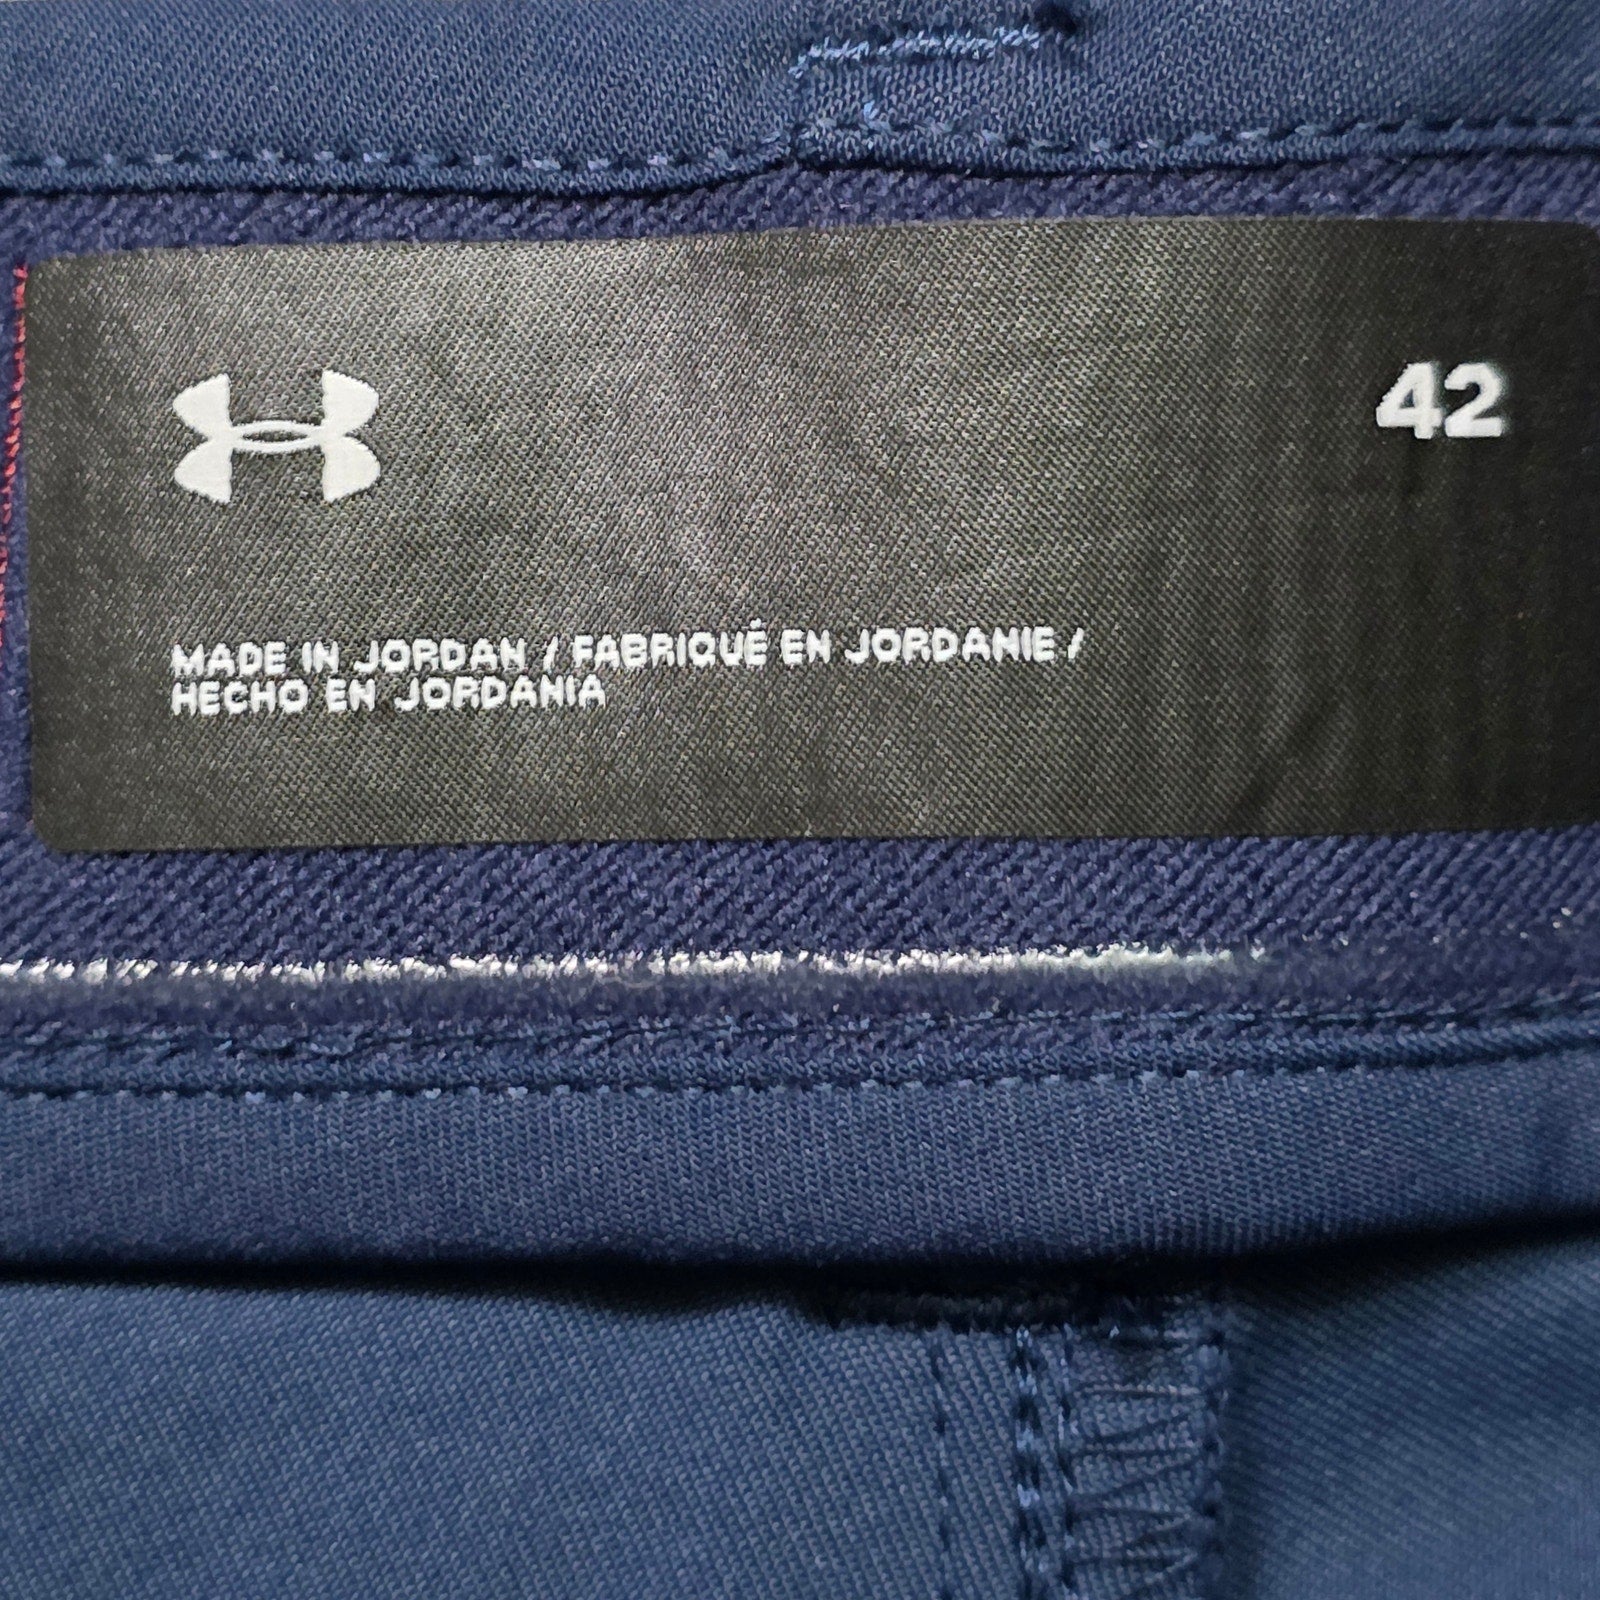 42
MADE IN JORDAN / FABRIQUÉ EN JORDANIE /
HECHO EN JORDANIA